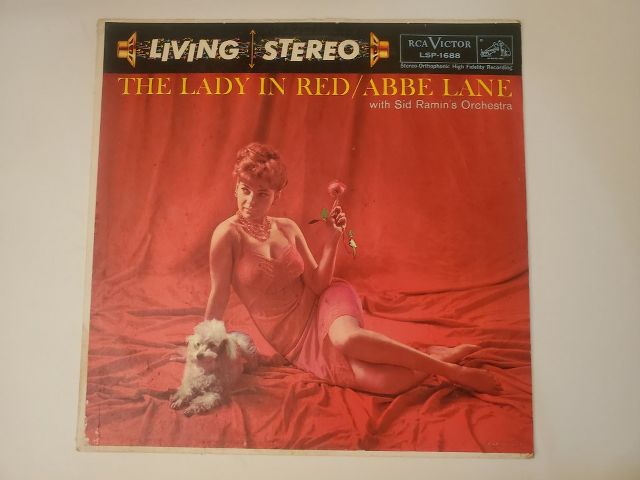 LIVING STEREO
RCA VICTOR
LSP-1688
Stereo-Orthophonic High Fidelity Recording
THE LADY IN RED/ABBE LANE
with Sid Ramin's Orchestra